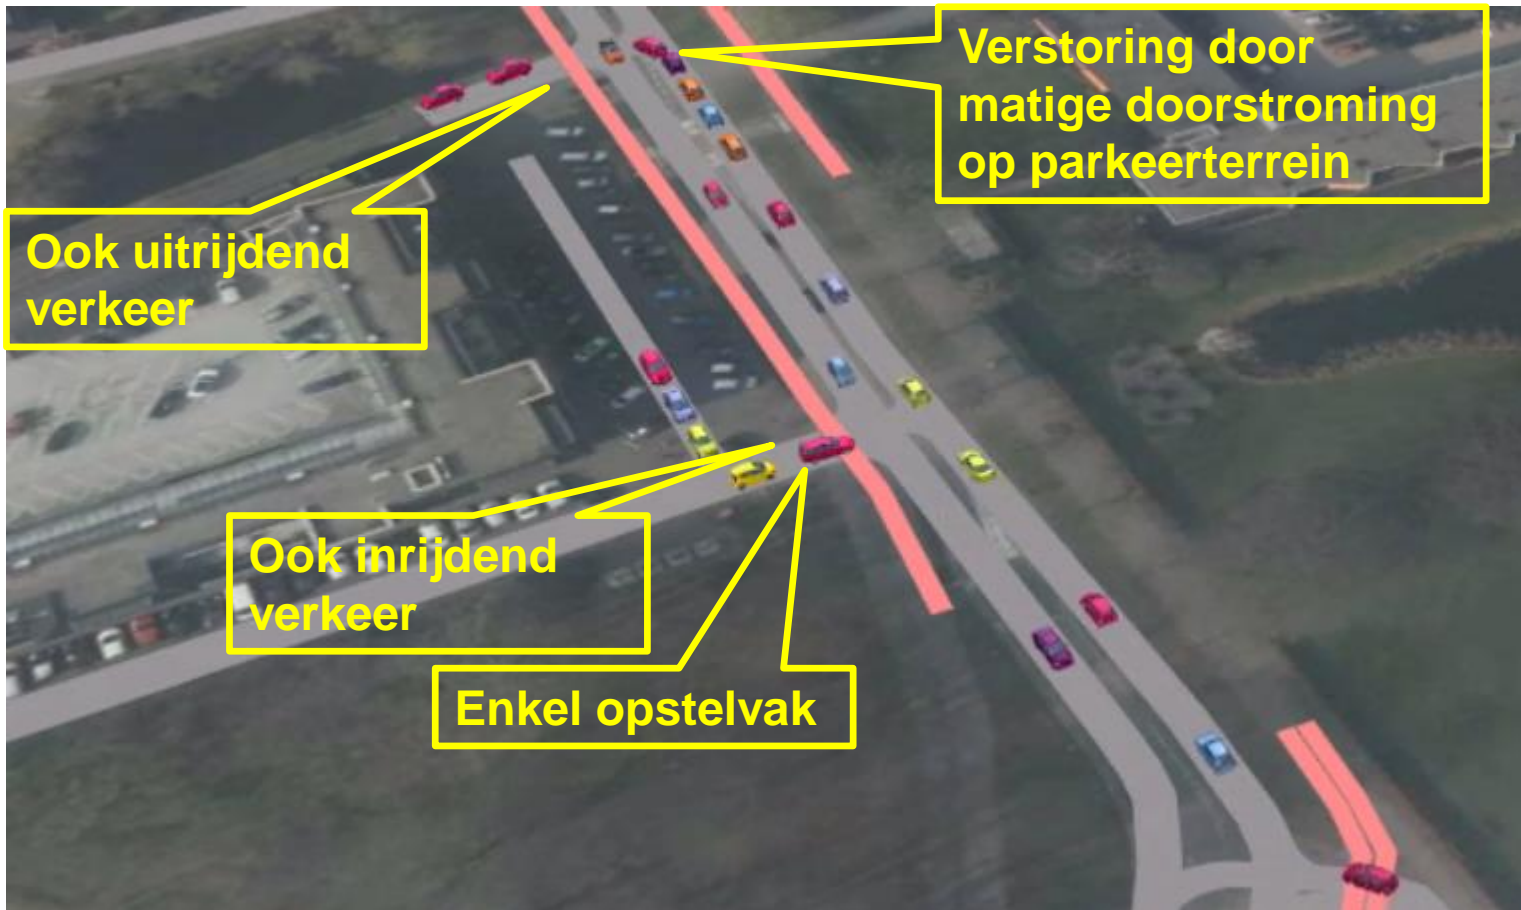 Verstoring door
matige doorstroming
op parkeerterrein
Ook uitrijdend
verkeer
Ook inrijdend
verkeer
Enkel opstelvak